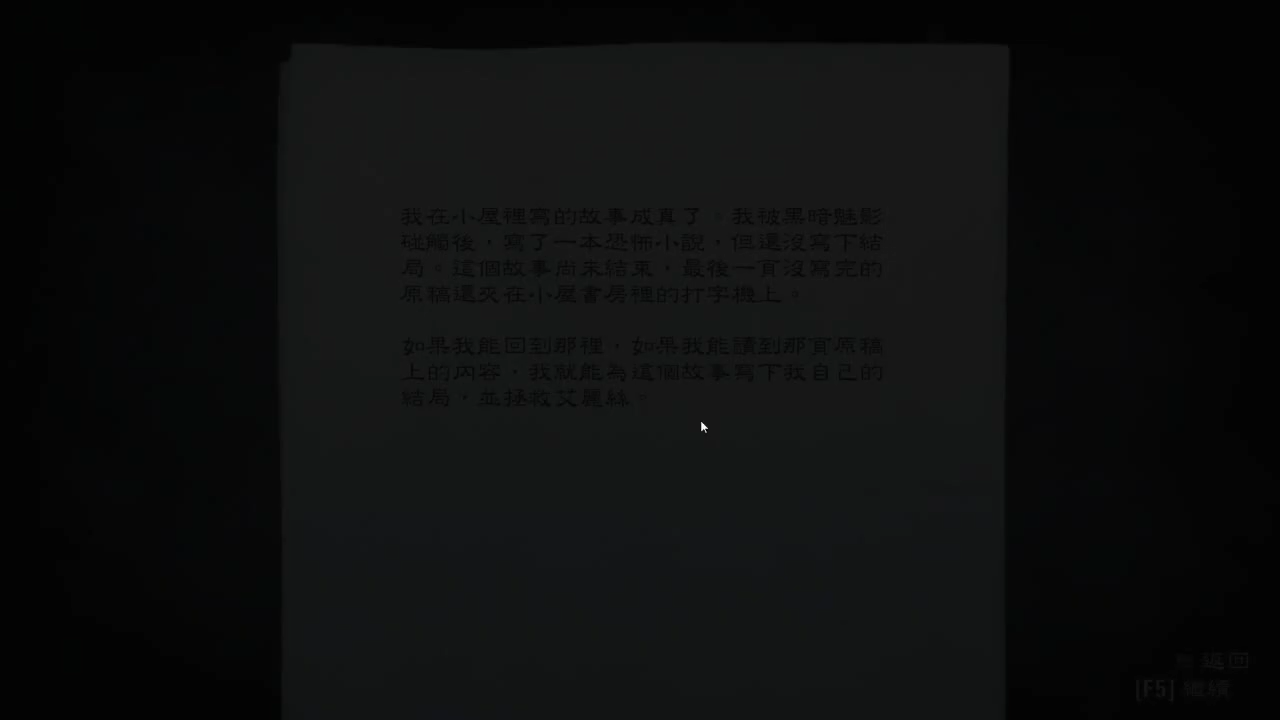 我在小屋裡寫的故事成真了。我被黑暗魅影
碰觸後，寫了一本恐怖小說，但還沒寫下結
局。這個故事尚未結束，最後一頁沒寫完的
原稿還夾在小屋書房裡的打字機上。
如果我能回到那裡，如果我能讀到那頁原稿
上的內容，我就能為這個故事寫下我自己的
結局，並拯救艾麗絲。
返回
[F5] 繼續